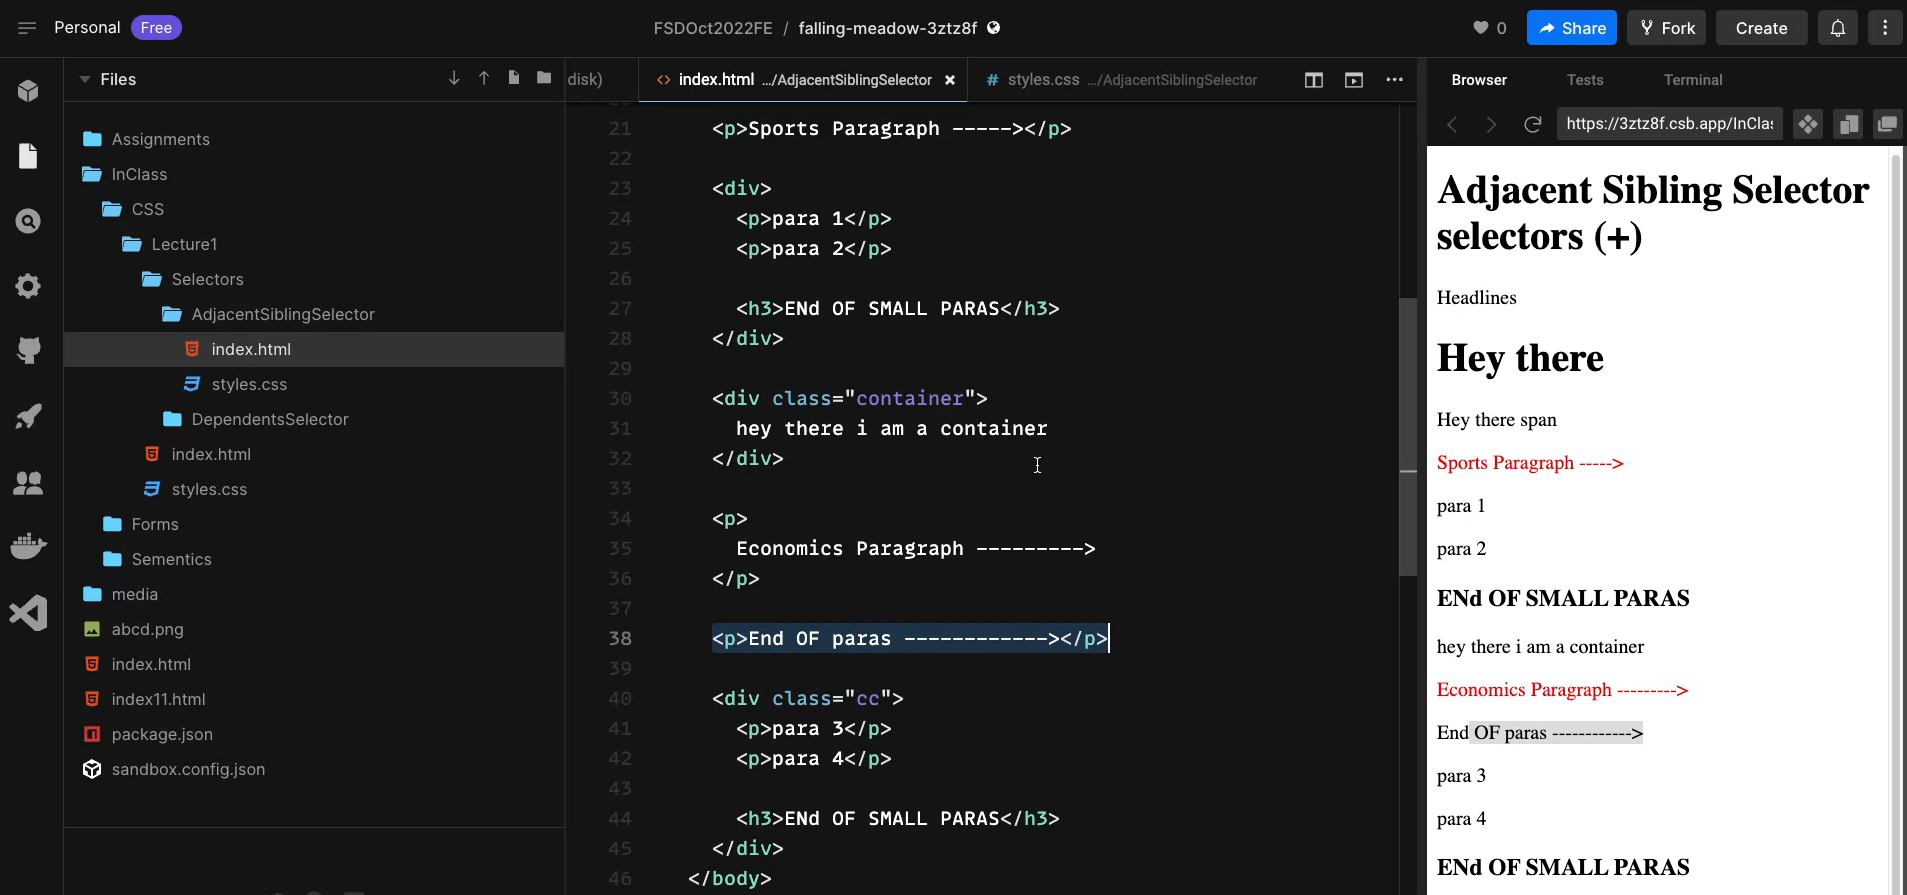 Personal Free
FSDOct2022FE / falling-meadow-3ztz8f
0 Share Fork Create
Files
disk) index.html .../AdjacentSiblingSelector # styles.css .../AdjacentSiblingSelector
Browser Tests Terminal
https://3ztz8f.csb.app/InClas
Assignments
InClass
CSS
Lecture1
Selectors
AdjacentSiblingSelector
index.html
styles.css
DependentsSelector
index.html
styles.css
Forms
Sementics
media
abcd.png
index.html
index11.html
package.json
sandbox.config.json
21 <p>Sports Paragraph -----></p>
22
23 <div>
24 <p>para 1</p>
25 <p>para 2</p>
26
27 <h3>ENd OF SMALL PARAS</h3>
28 </div>
29
30 <div class="container">
31 hey there i am a container
32 </div>
33
34 <p>
35 Economics Paragraph --------->
36 </p>
37
38 <p>End OF paras ------------></p>
39
40 <div class="cc">
41 <p>para 3</p>
42 <p>para 4</p>
43
44 <h3>ENd OF SMALL PARAS</h3>
45 </div>
46 </body>
Adjacent Sibling Selector
selectors (+)
Headlines
Hey there
Hey there span
Sports Paragraph ----->
para 1
para 2
ENd OF SMALL PARAS
hey there i am a container
Economics Paragraph --------->
End OF paras ------------>
para 3
para 4
ENd OF SMALL PARAS